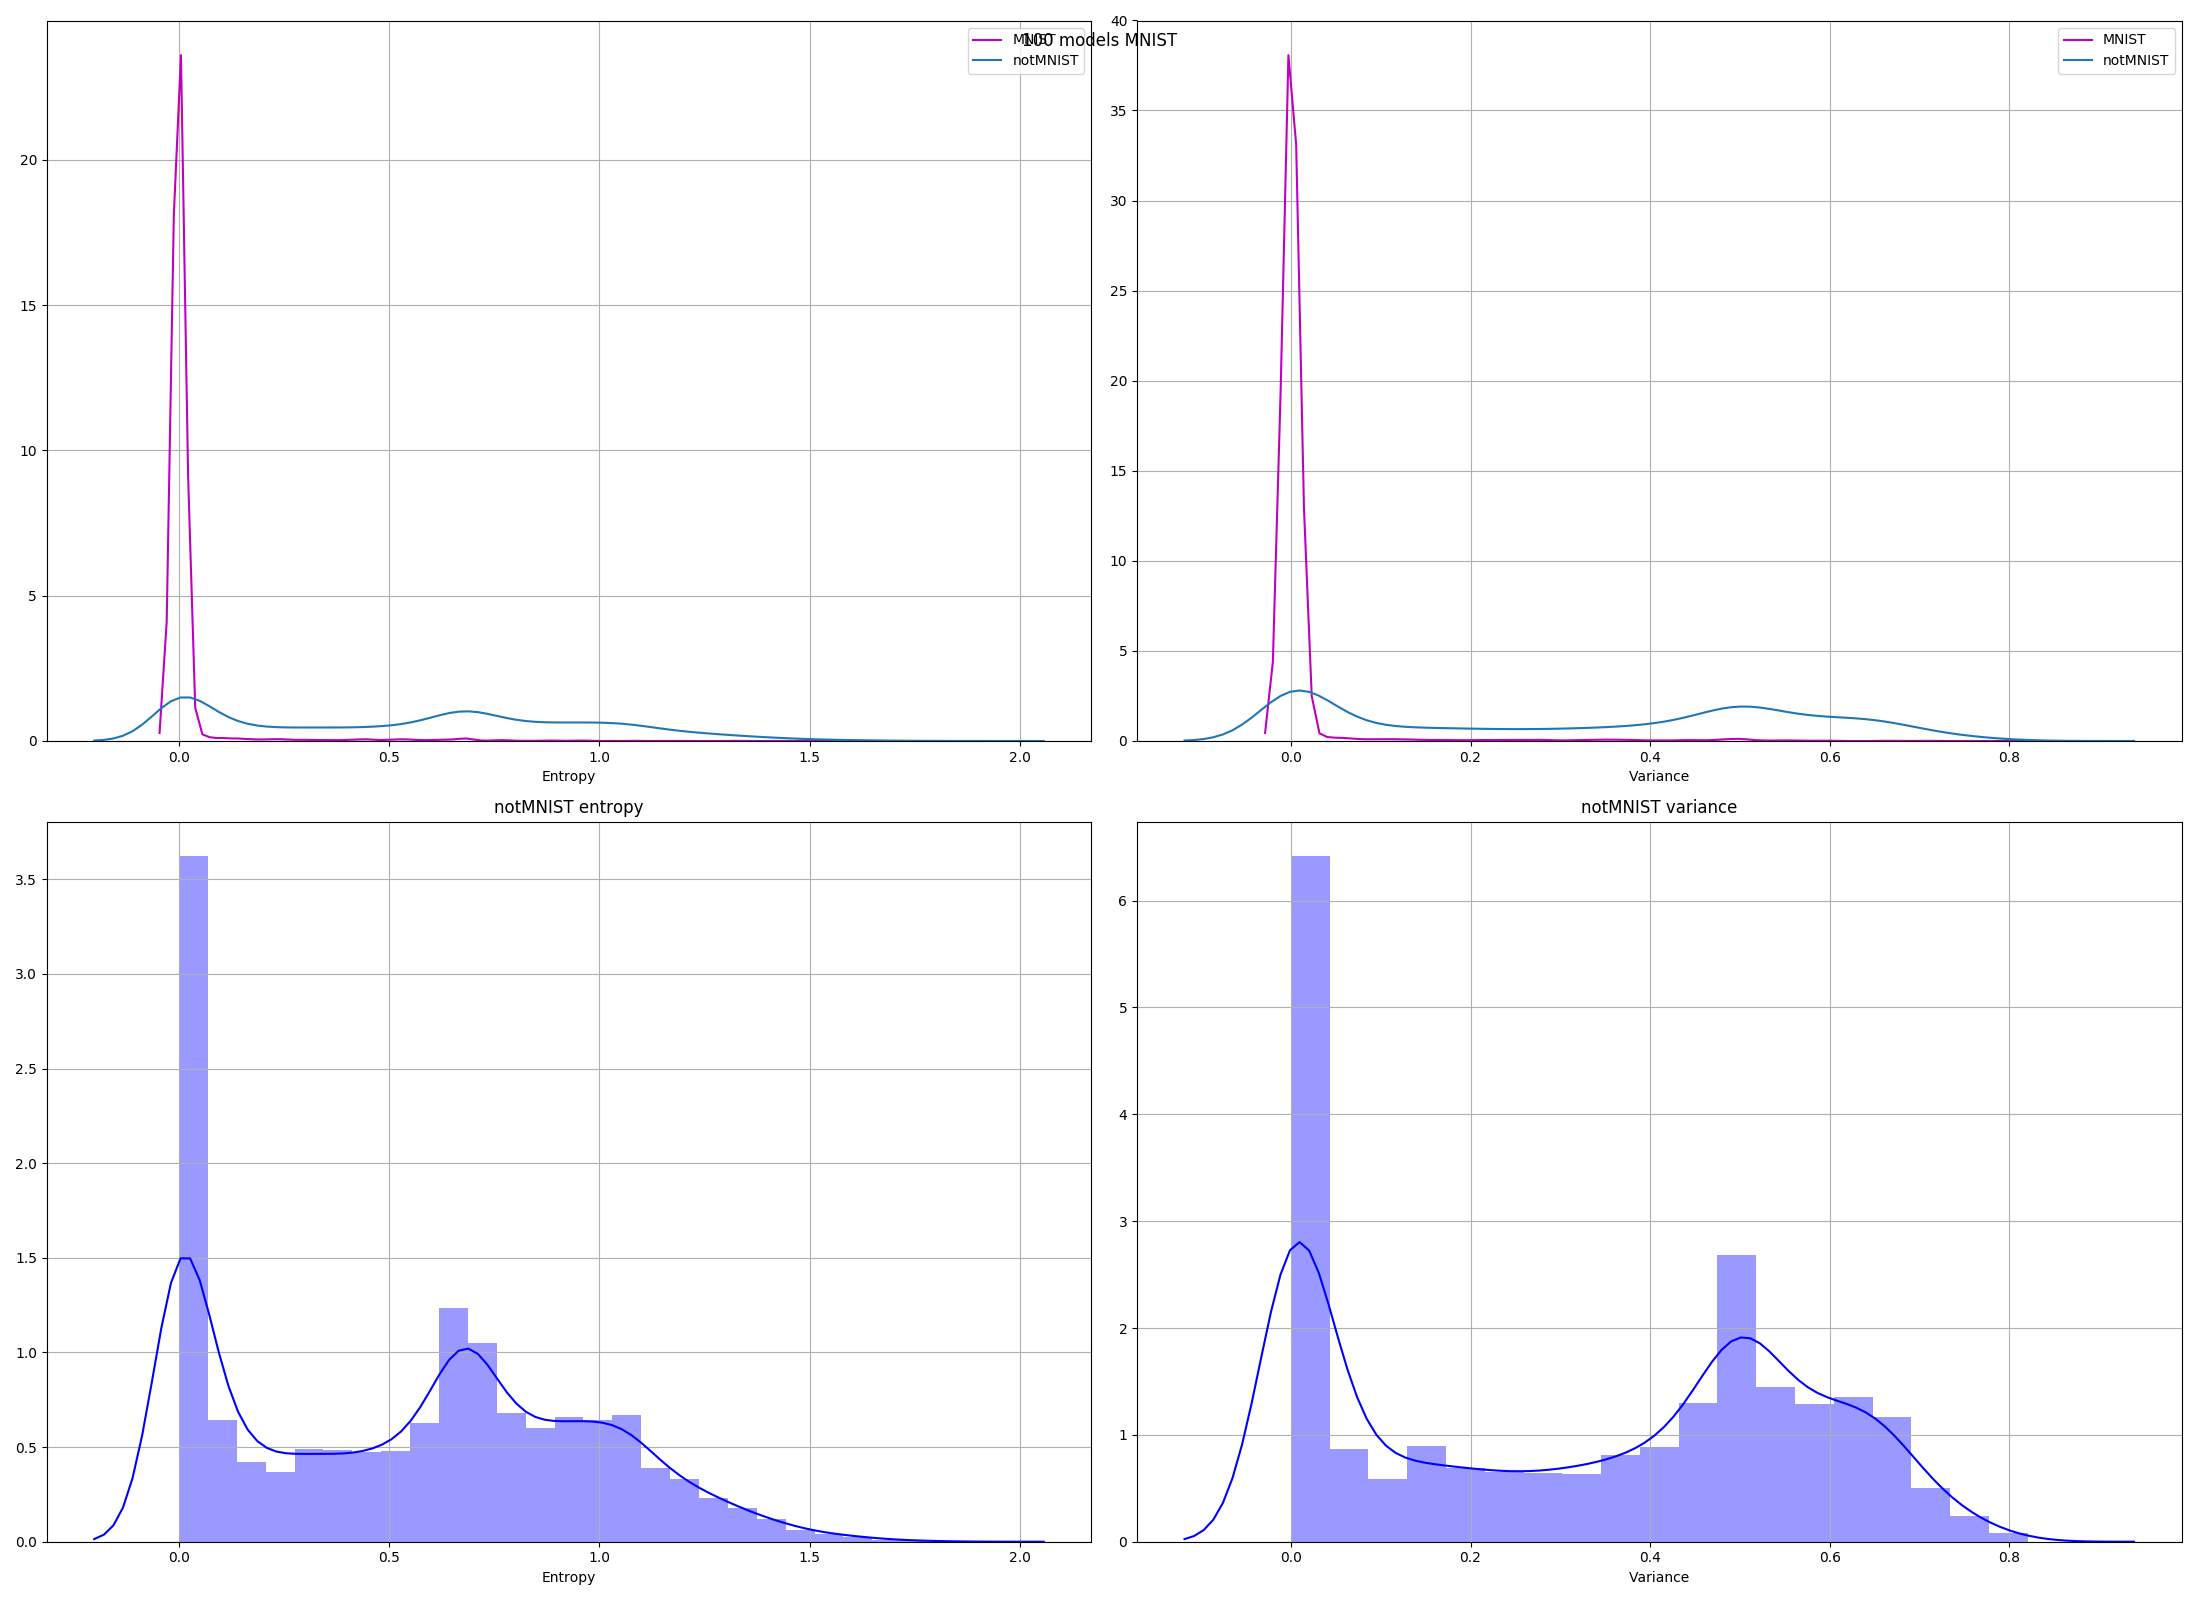 100 models MNIST
MNIST
notMNIST
20
15
10
5
0
0.0 0.5 1.0 1.5 2.0
Entropy
MNIST
notMNIST
40
35
30
25
20
15
10
5
0
0.0 0.2 0.4 0.6 0.8
Variance
notMNIST entropy
3.5
3.0
2.5
2.0
1.5
1.0
0.5
0.0
0.0 0.5 1.0 1.5 2.0
Entropy
notMNIST variance
6
5
4
3
2
1
0
0.0 0.2 0.4 0.6 0.8
Variance